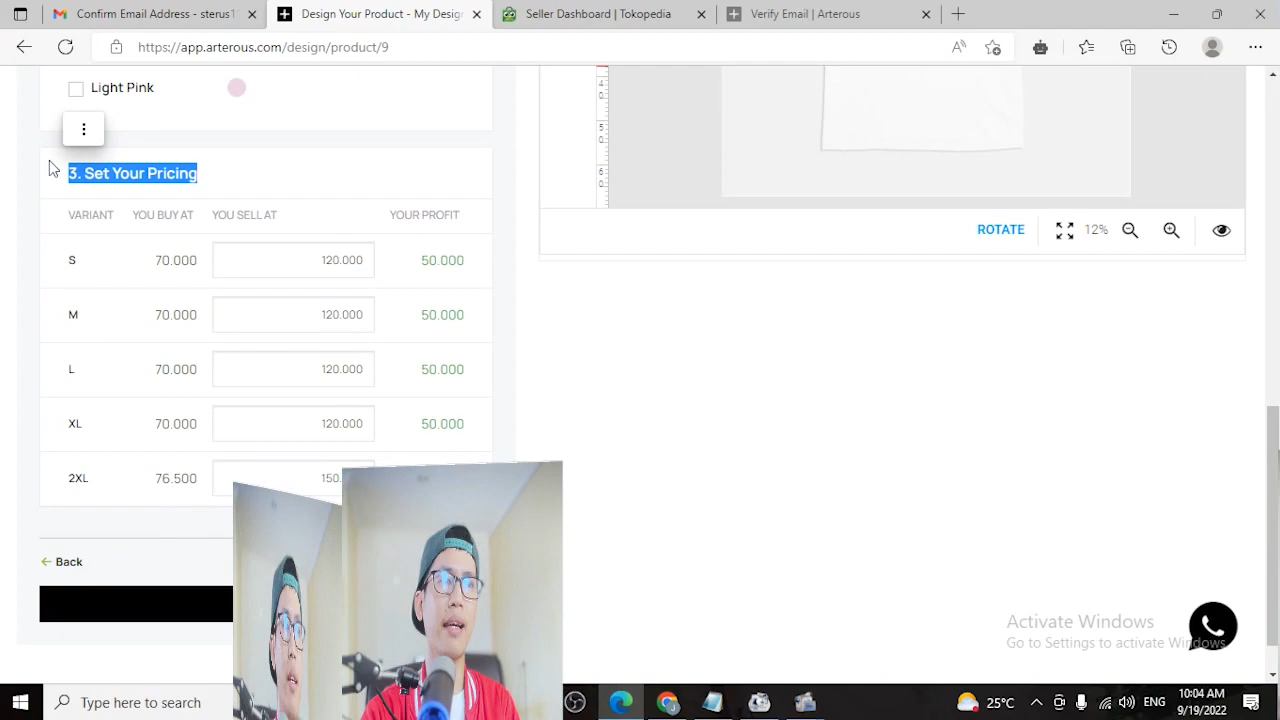 Confirm Email Address - sterus1
Design Your Product - My Desig
Seller Dashboard | Tokopedia
Verify Email | Arterous
https://app.arterous.com/design/product/9
Light Pink
3. Set Your Pricing
VARIANT YOU BUY AT YOU SELL AT YOUR PROFIT
S 70.000 120.000 50.000
M 70.000 120.000 50.000
L 70.000 120.000 50.000
XL 70.000 120.000 50.000
2XL 76.500 150.
Back
ROTATE 12%
Activate Windows
Go to Settings to activate Windows.
Type here to search
25°C ENG
10:04 AM
9/19/2022